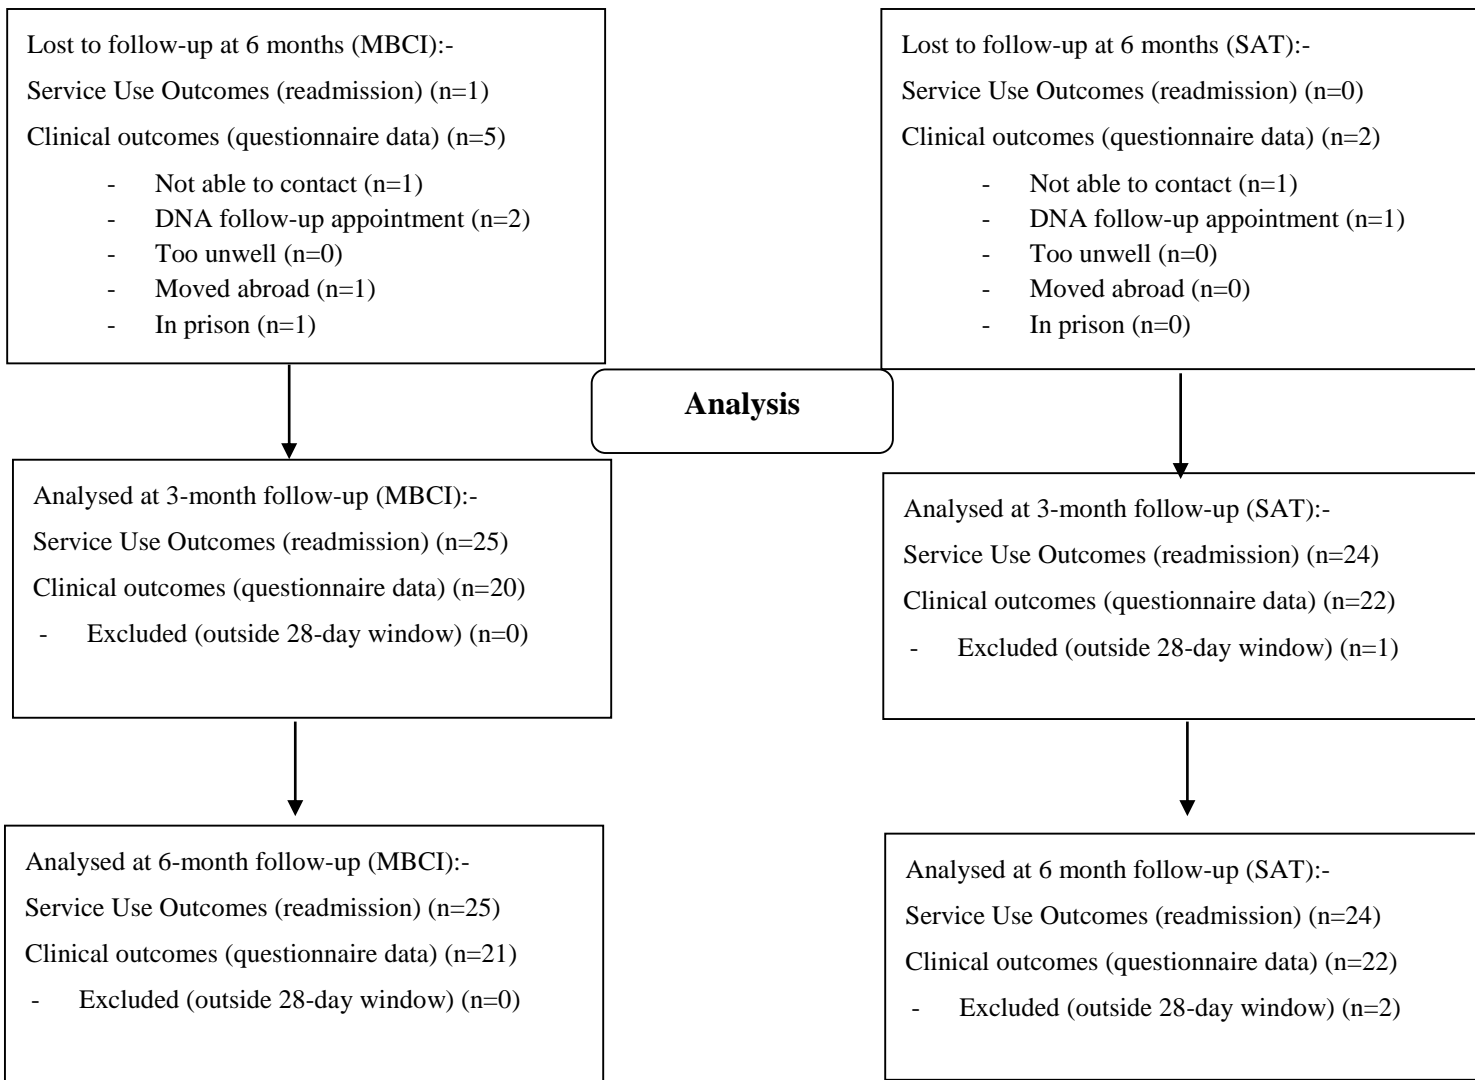 Lost to follow-up at 6 months (MBCI):-
Service Use Outcomes (readmission) (n=1)
Clinical outcomes (questionnaire data) (n=5)
- Not able to contact (n=1)
- DNA follow-up appointment (n=2)
- Too unwell (n=0)
- Moved abroad (n=1)
- In prison (n=1)
Lost to follow-up at 6 months (SAT):-
Service Use Outcomes (readmission) (n=0)
Clinical outcomes (questionnaire data) (n=2)
- Not able to contact (n=1)
- DNA follow-up appointment (n=1)
- Too unwell (n=0)
- Moved abroad (n=0)
- In prison (n=0)
Analysis
Analysed at 3-month follow-up (MBCI):-
Service Use Outcomes (readmission) (n=25)
Clinical outcomes (questionnaire data) (n=20)
- Excluded (outside 28-day window) (n=0)
Analysed at 3-month follow-up (SAT):-
Service Use Outcomes (readmission) (n=24)
Clinical outcomes (questionnaire data) (n=22)
- Excluded (outside 28-day window) (n=1)
Analysed at 6-month follow-up (MBCI):-
Service Use Outcomes (readmission) (n=25)
Clinical outcomes (questionnaire data) (n=21)
- Excluded (outside 28-day window) (n=0)
Analysed at 6 month follow-up (SAT):-
Service Use Outcomes (readmission) (n=24)
Clinical outcomes (questionnaire data) (n=22)
- Excluded (outside 28-day window) (n=2)